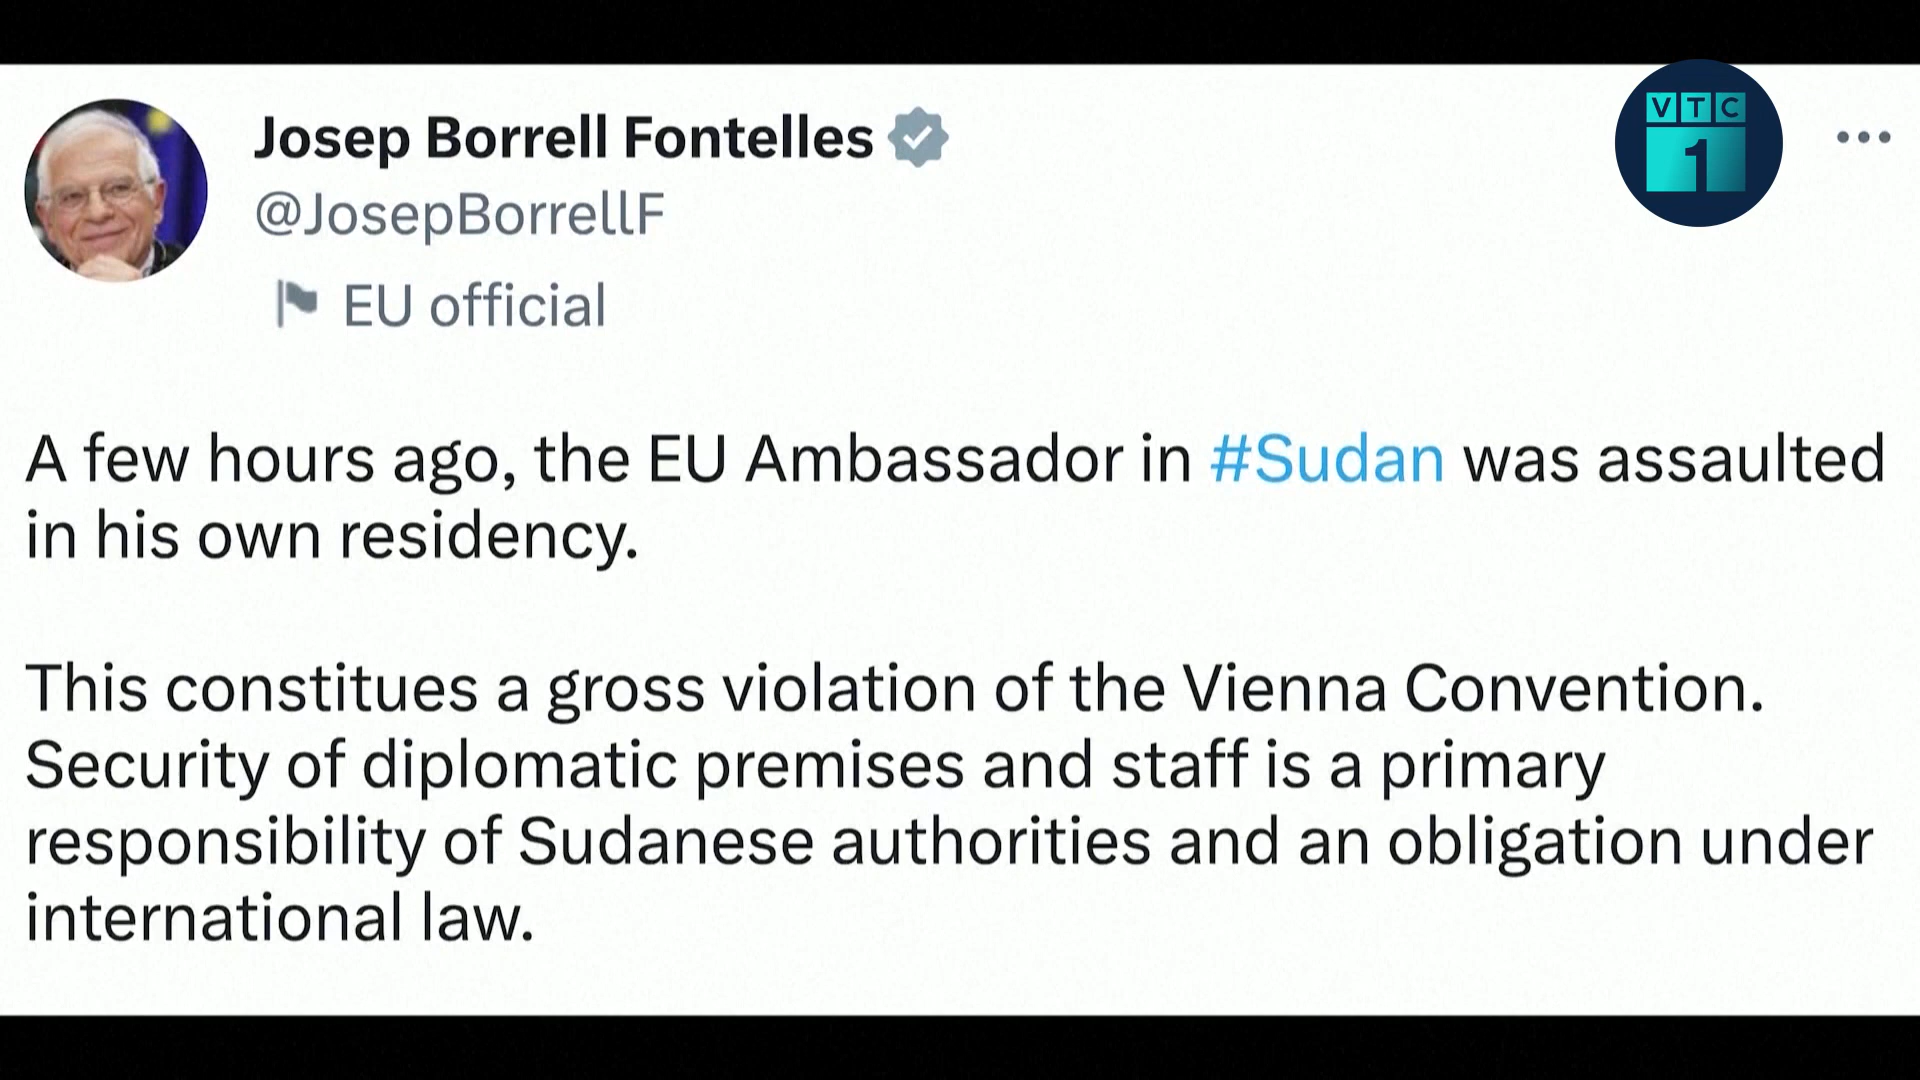 Josep Borrell Fontelles
VTC
1
@JosepBorrellF
EU official
A few hours ago, the EU Ambassador in #Sudan was assaulted
in his own residency.
This constitues a gross violation of the Vienna Convention.
Security of diplomatic premises and staff is a primary
responsibility of Sudanese authorities and an obligation under
international law.